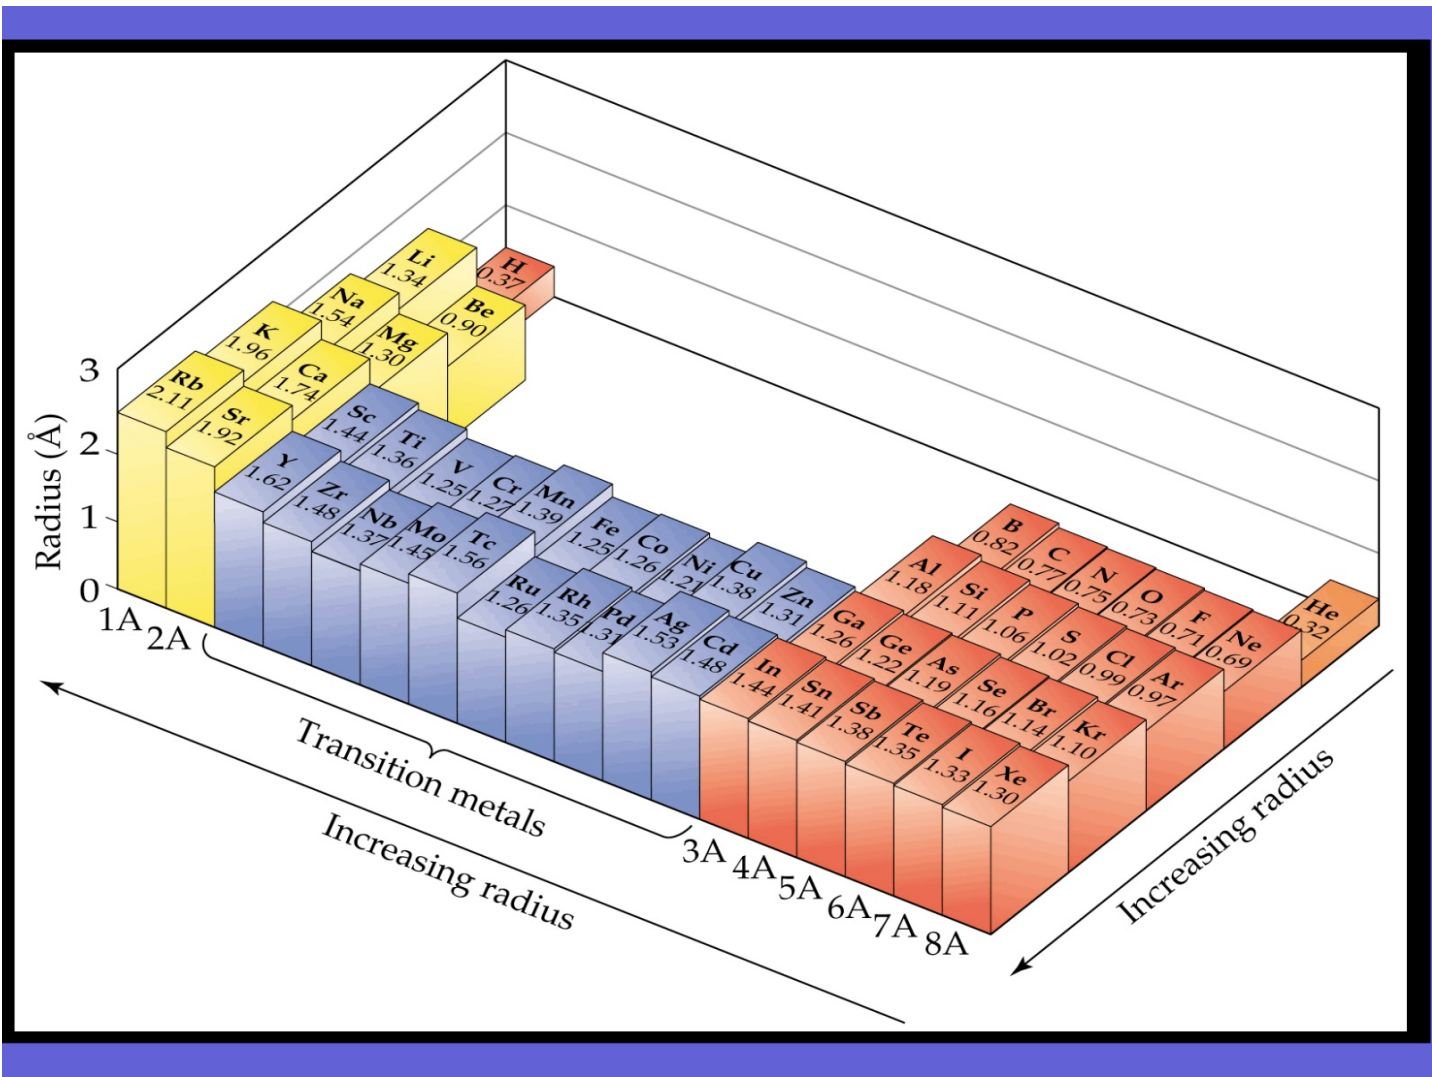 H
0.37
Li
1.34
Be
0.90
Na
1.54
Mg
1.30
K
1.96
Ca
1.74
Rb
2.11
Sr
1.92
Sc
1.44
Ti
1.36
V
1.25
Cr
1.27
Mn
1.39
Fe
1.25
Co
1.26
Ni
1.21
Cu
1.38
Zn
1.31
Y
1.62
Zr
1.48
Nb
1.37
Mo
1.45
Tc
1.56
Ru
1.26
Rh
1.35
Pd
1.31
Ag
1.53
Cd
1.48
B
0.82
C
0.77
N
0.75
O
0.73
F
0.71
Ne
0.69
He
0.32
Al
1.18
Si
1.11
P
1.06
S
1.02
Cl
0.99
Ar
0.97
Ga
1.26
Ge
1.22
As
1.19
Se
1.16
Br
1.14
Kr
1.10
In
1.44
Sn
1.41
Sb
1.38
Te
1.35
I
1.33
Xe
1.30
3
2
1
0
Radius (Å)
1A
2A
Transition metals
3A
4A
5A
6A
7A
8A
Increasing radius
Increasing radius